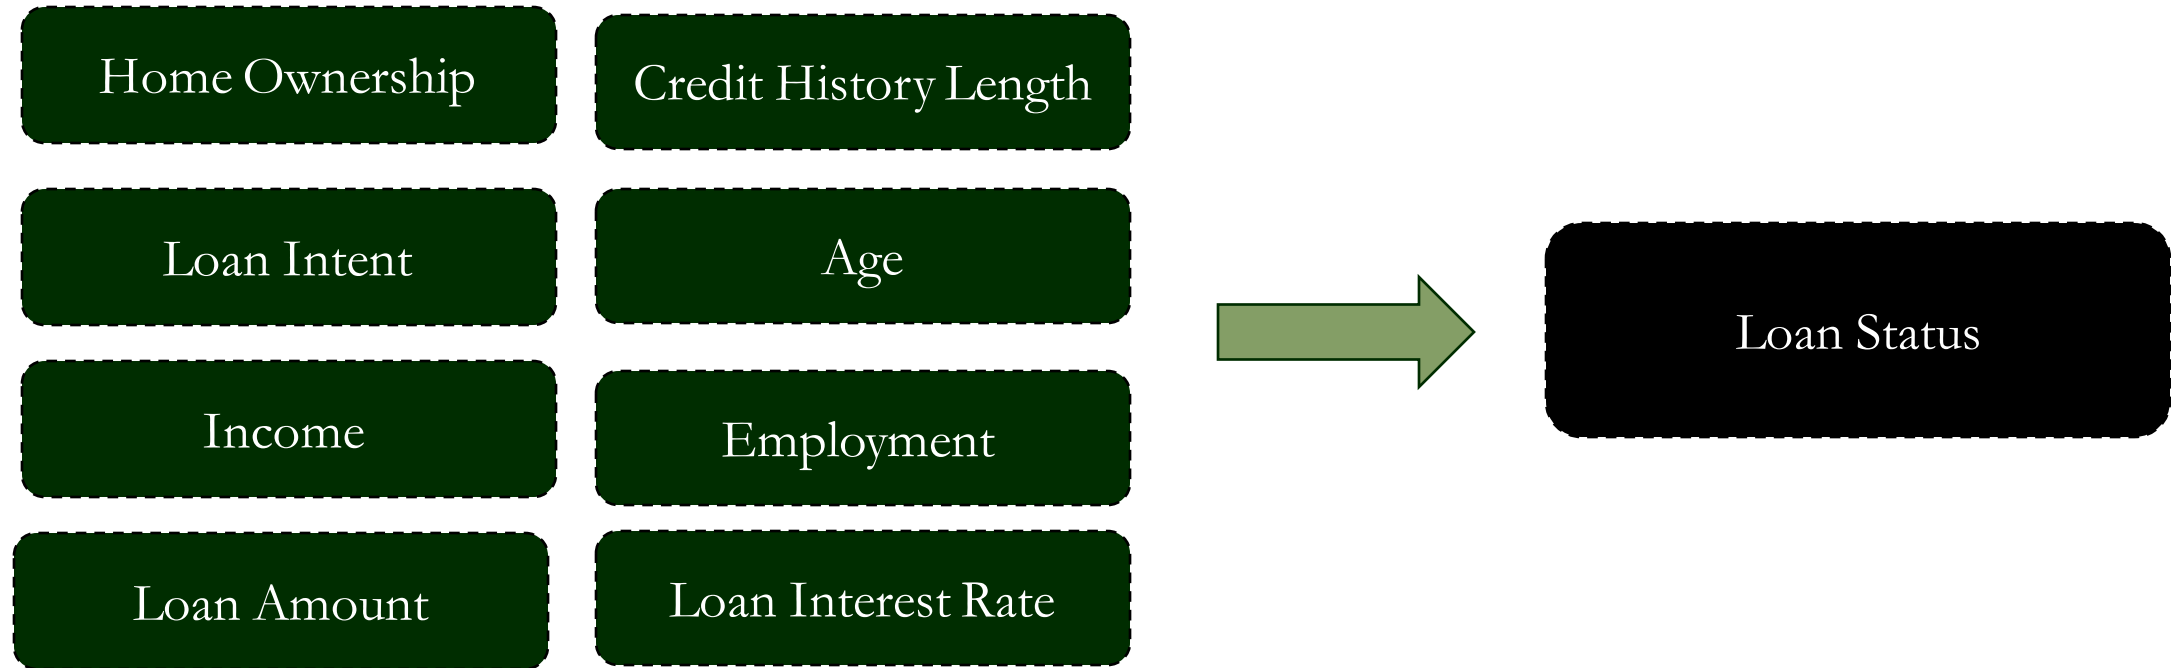 Home Ownership
Credit History Length
Loan Intent
Age
Income
Employment
Loan Amount
Loan Interest Rate
Loan Status